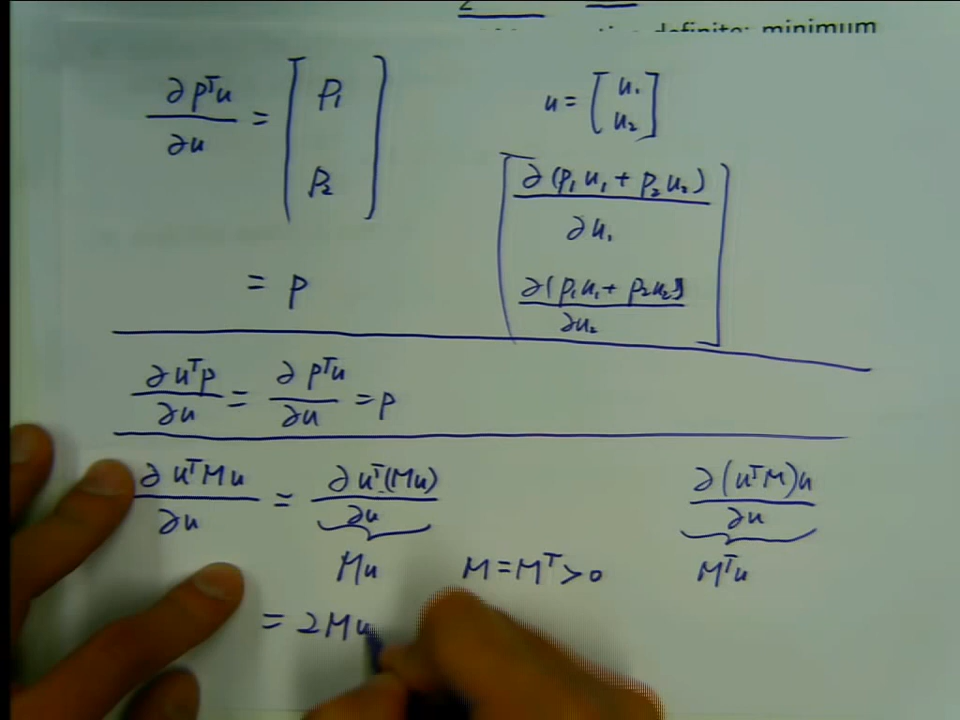 definite: minimum
∂pᵀu/∂u = [p₁ p₂]
u = [u₁ u₂]
[∂(p₁u₁ + p₂u₂)/∂u₁
∂(p₁u₁ + p₂u₂)/∂u₂]
= p
∂uᵀp/∂u = ∂pᵀu/∂u = p
∂uᵀMu/∂u = ∂uᵀ(Mu)/∂u ∂(uᵀM)u/∂u
Mu M = Mᵀ > 0 Mᵀu
= 2Mu